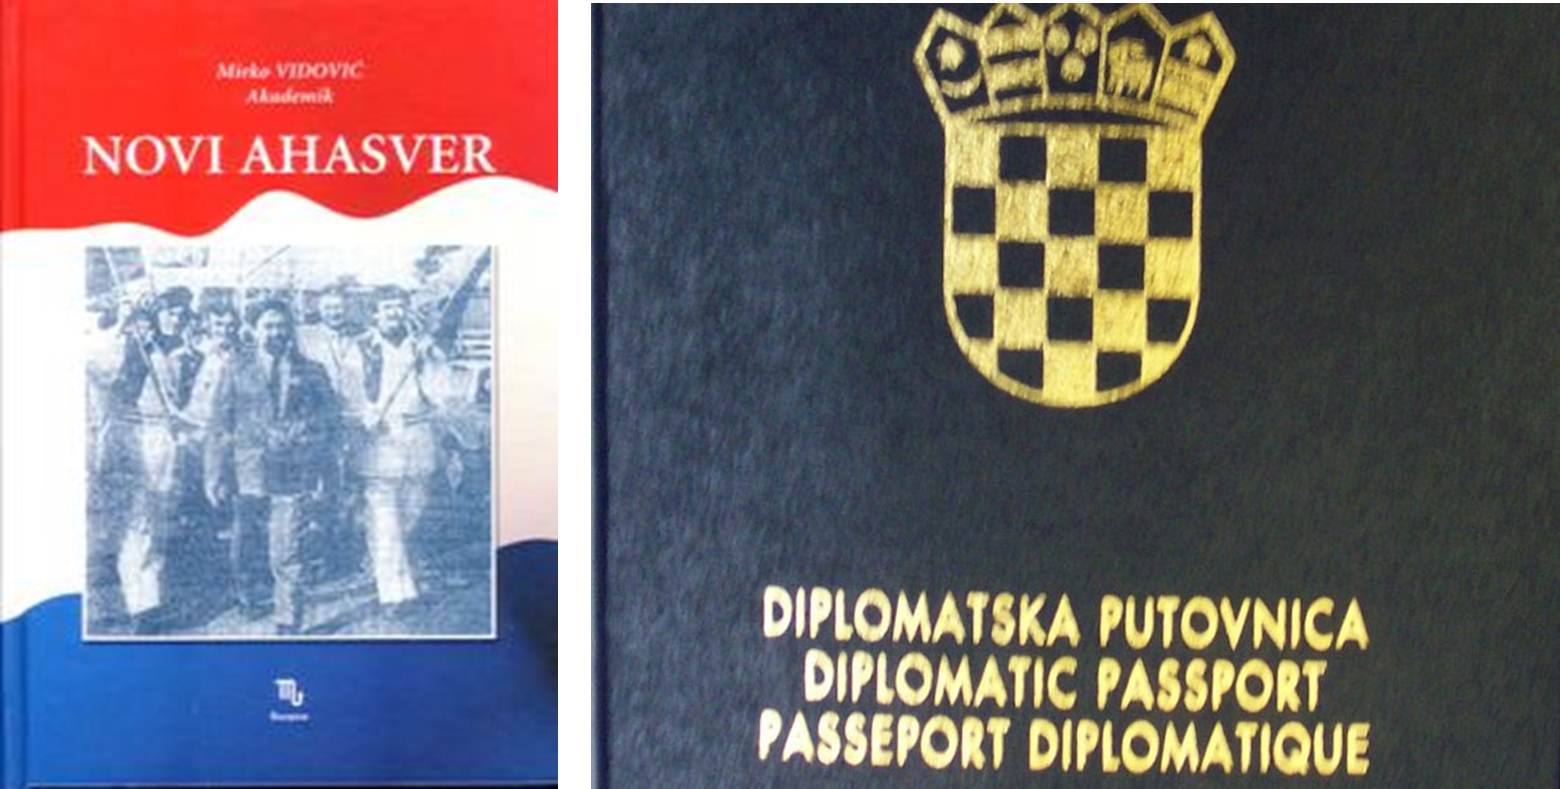 Mirko VIDOVIĆ
Akademik
NOVI AHASVER
DIPLOMATSKA PUTOVNICA
DIPLOMATIC PASSPORT
PASSEPORT DIPLOMATIQUE